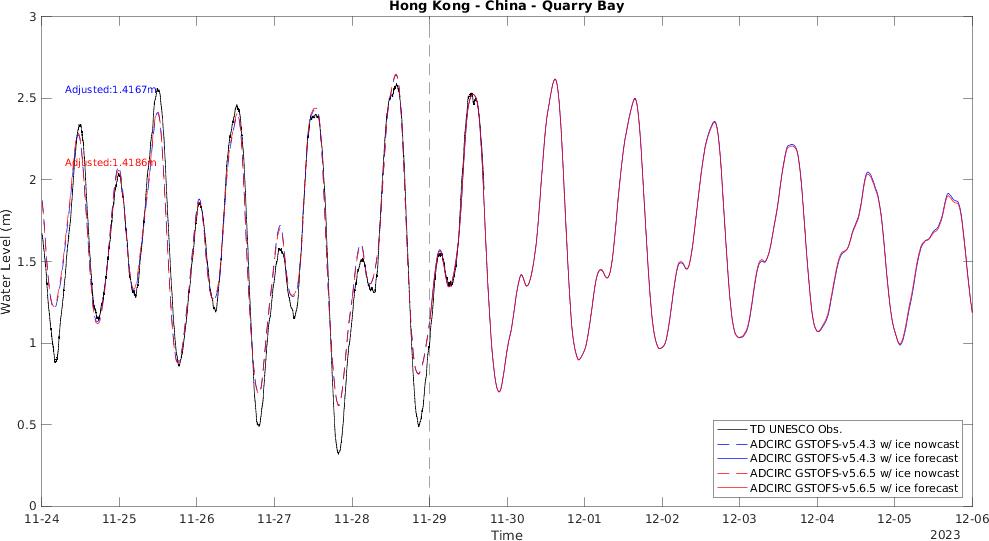 Hong Kong - China - Quarry Bay
3
2.5
2
1.5
1
0.5
0
Water Level (m)
Adjusted:1.4167m
Adjusted:1.4186m
TD UNESCO Obs.
ADCIRC GSTOFS-v5.4.3 w/ ice nowcast
ADCIRC GSTOFS-v5.4.3 w/ ice forecast
ADCIRC GSTOFS-v5.6.5 w/ ice nowcast
ADCIRC GSTOFS-v5.6.5 w/ ice forecast
11-24 11-25 11-26 11-27 11-28 11-29 11-30 12-01 12-02 12-03 12-04 12-05 12-06
Time
2023